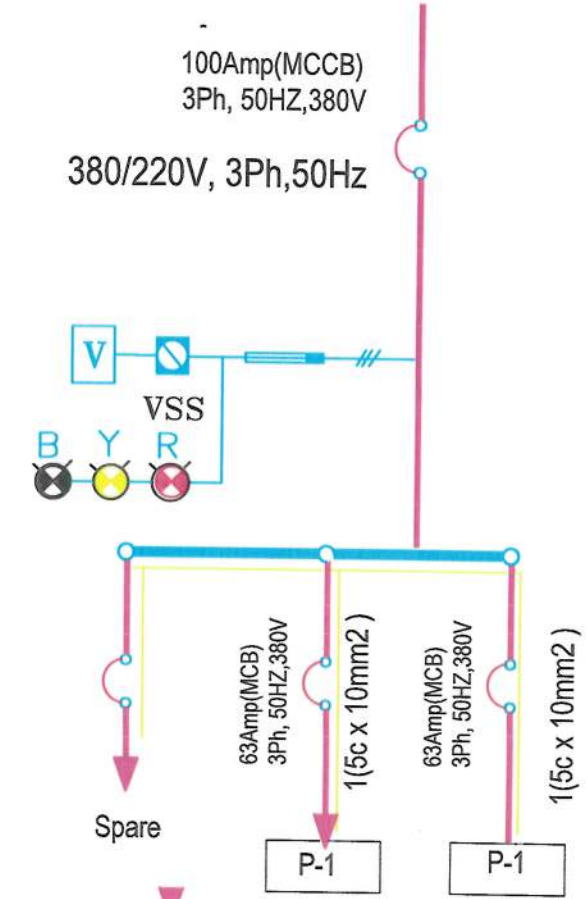 100Amp(MCCB)
3Ph, 50HZ,380V
380/220V, 3Ph,50Hz
V
VSS
B Y R
63Amp(MCB)
3Ph, 50HZ,380V
1(5c x 10mm2 )
63Amp(MCB)
3Ph, 50HZ,380V
1(5c x 10mm2 )
Spare
P-1
P-1